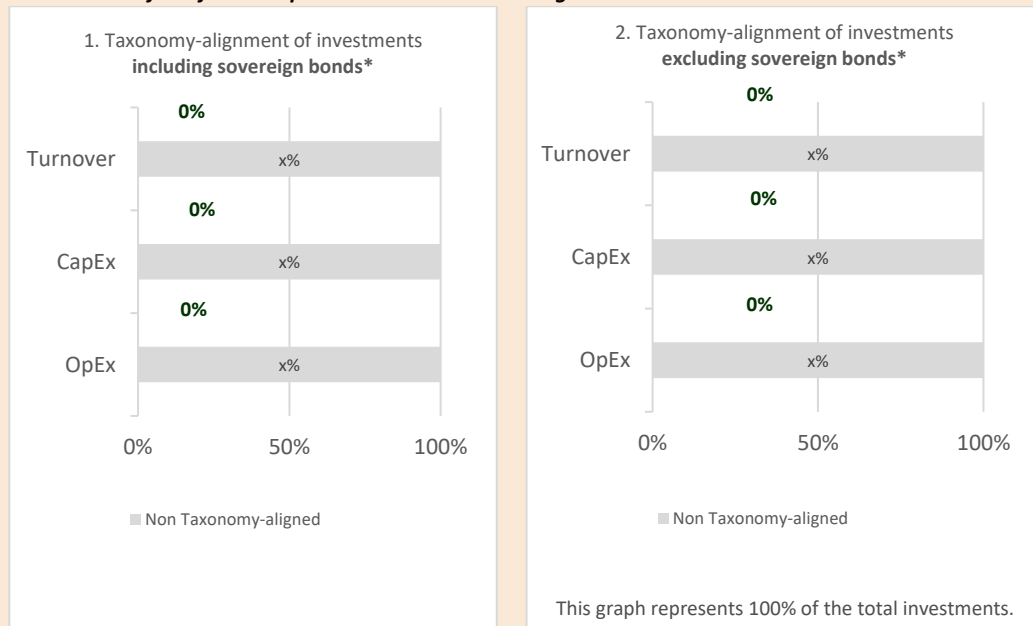 1. Taxonomy-alignment of investments
including sovereign bonds*
0%
Turnover
x%
0%
CapEx
x%
0%
OpEx
x%
0%
50%
100%
Non Taxonomy-aligned
2. Taxonomy-alignment of investments
excluding sovereign bonds*
0%
Turnover
x%
0%
CapEx
x%
0%
OpEx
x%
0%
50%
100%
Non Taxonomy-aligned
This graph represents 100% of the total investments.